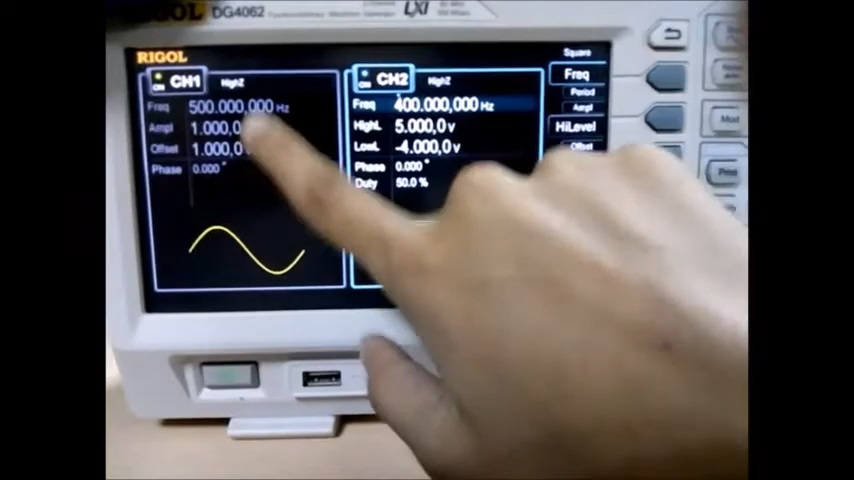 RIGOL DG4062
LXI
RIGOL
Square
ON CH1 HighZ
Freq 500.000,000 Hz
Ampl 1.000,0
Offset 1.000,0
Phase 0.000°
ON CH2 HighZ
Freq 400.000,000 Hz
HighL 5.000,0 V
LowL -4.000,0 V
Phase 0.000°
Duty 50.0 %
Freq
Period
Ampl
HiLevel
Offset
Mod